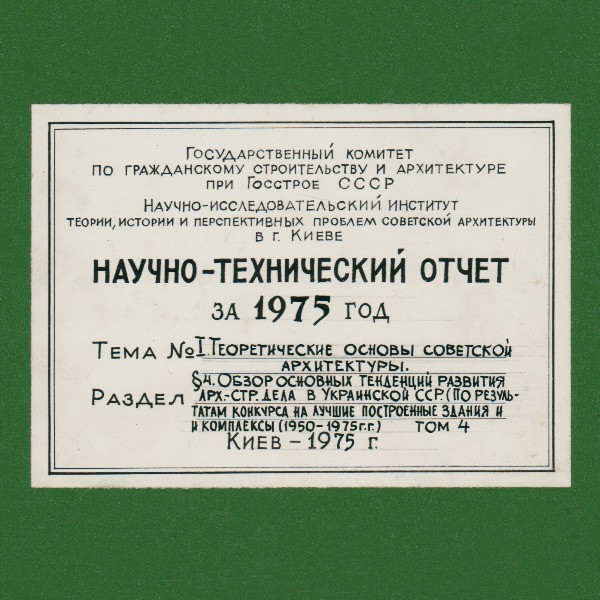 Государственный комитет
по гражданскому строительству и архитектуре
при Госстрое СССР
Научно-исследовательский институт
теории, истории и перспективных проблем советской архитектуры
в г. Киеве
НАУЧНО-ТЕХНИЧЕСКИЙ ОТЧЕТ
за 1975 год
Тема № I. Теоретические основы советской
архитектуры.
§4. Обзор основных тенденций развития
Раздел арх.-стр. дела в Украинской ССР (по резуль-
татам конкурса на лучшие построенные здания и
и комплексы (1950-1975г.г.) том 4
Киев – 1975 г.